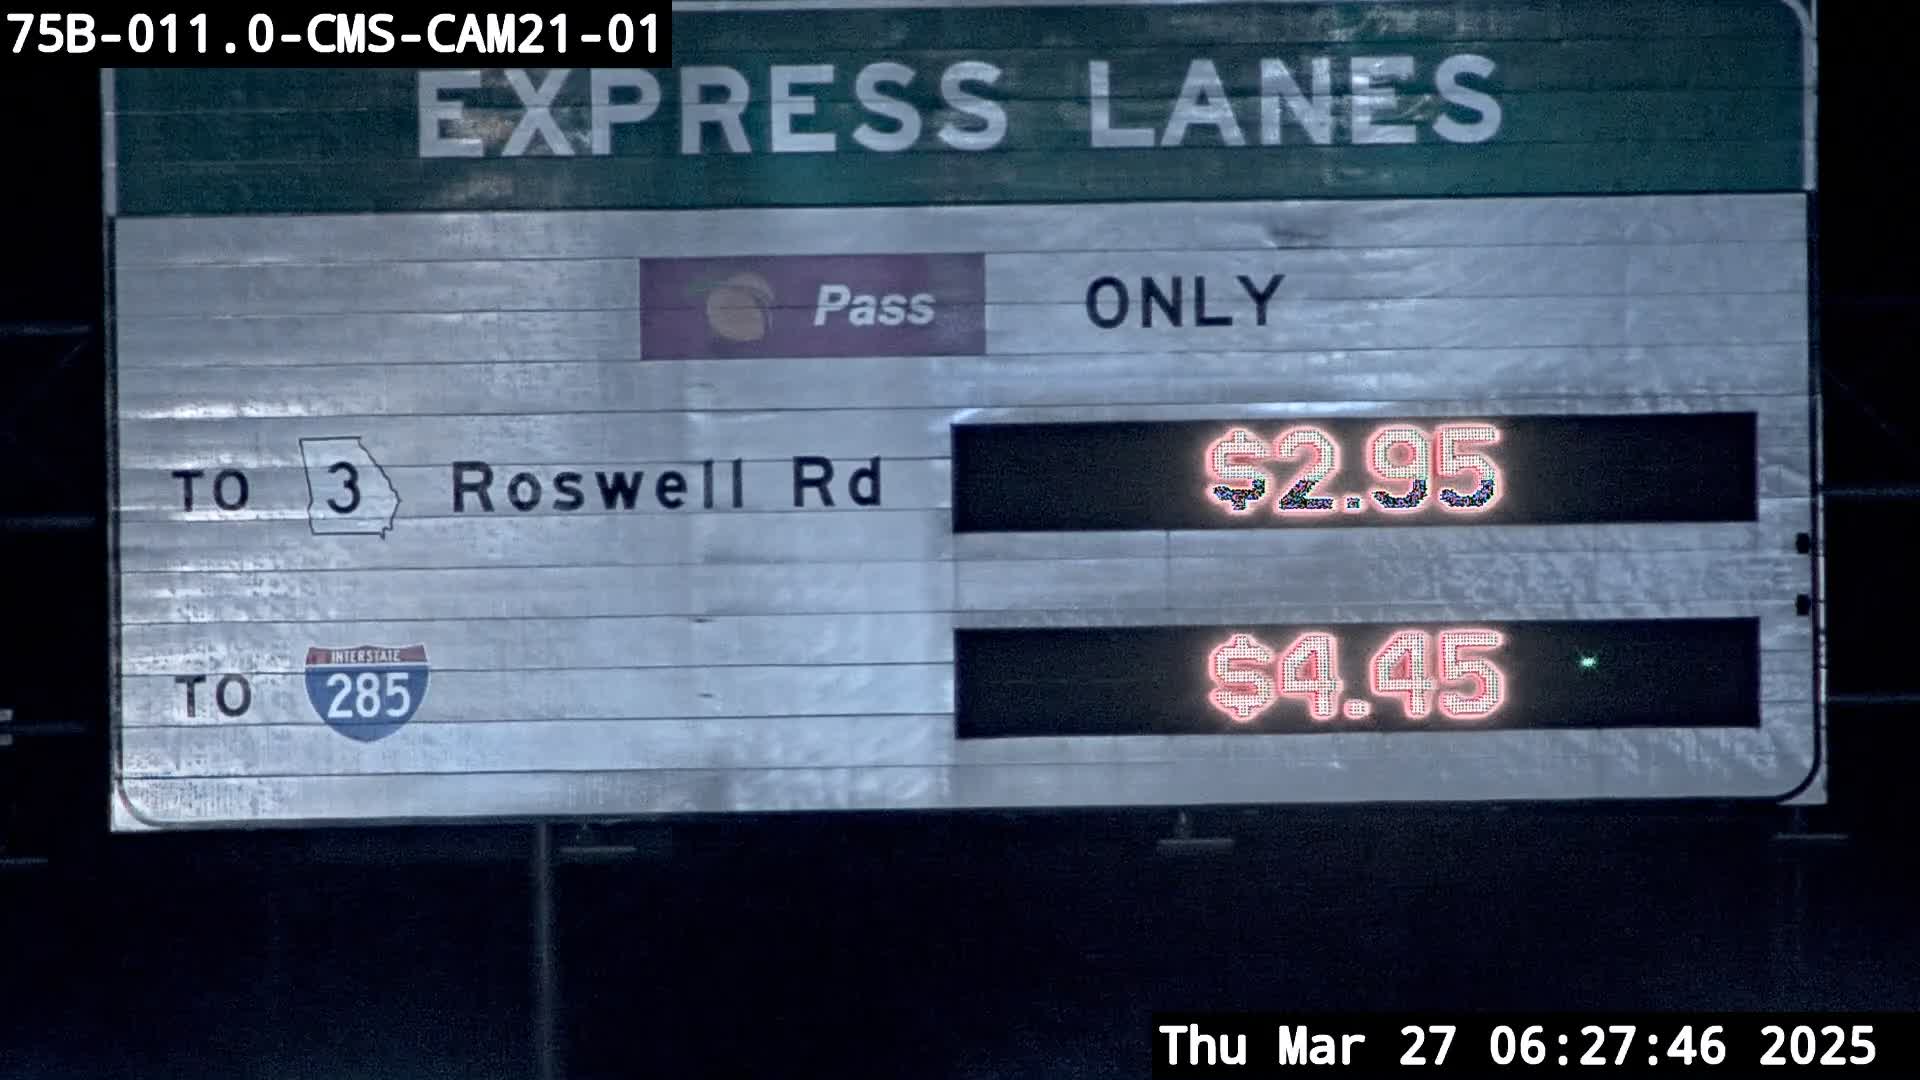 75B-011.0-CMS-CAM21-01
EXPRESS LANES
Pass ONLY
TO 3 Roswell Rd $2.95
INTERSTATE
TO 285 $4.45
Thu Mar 27 06:27:46 2025